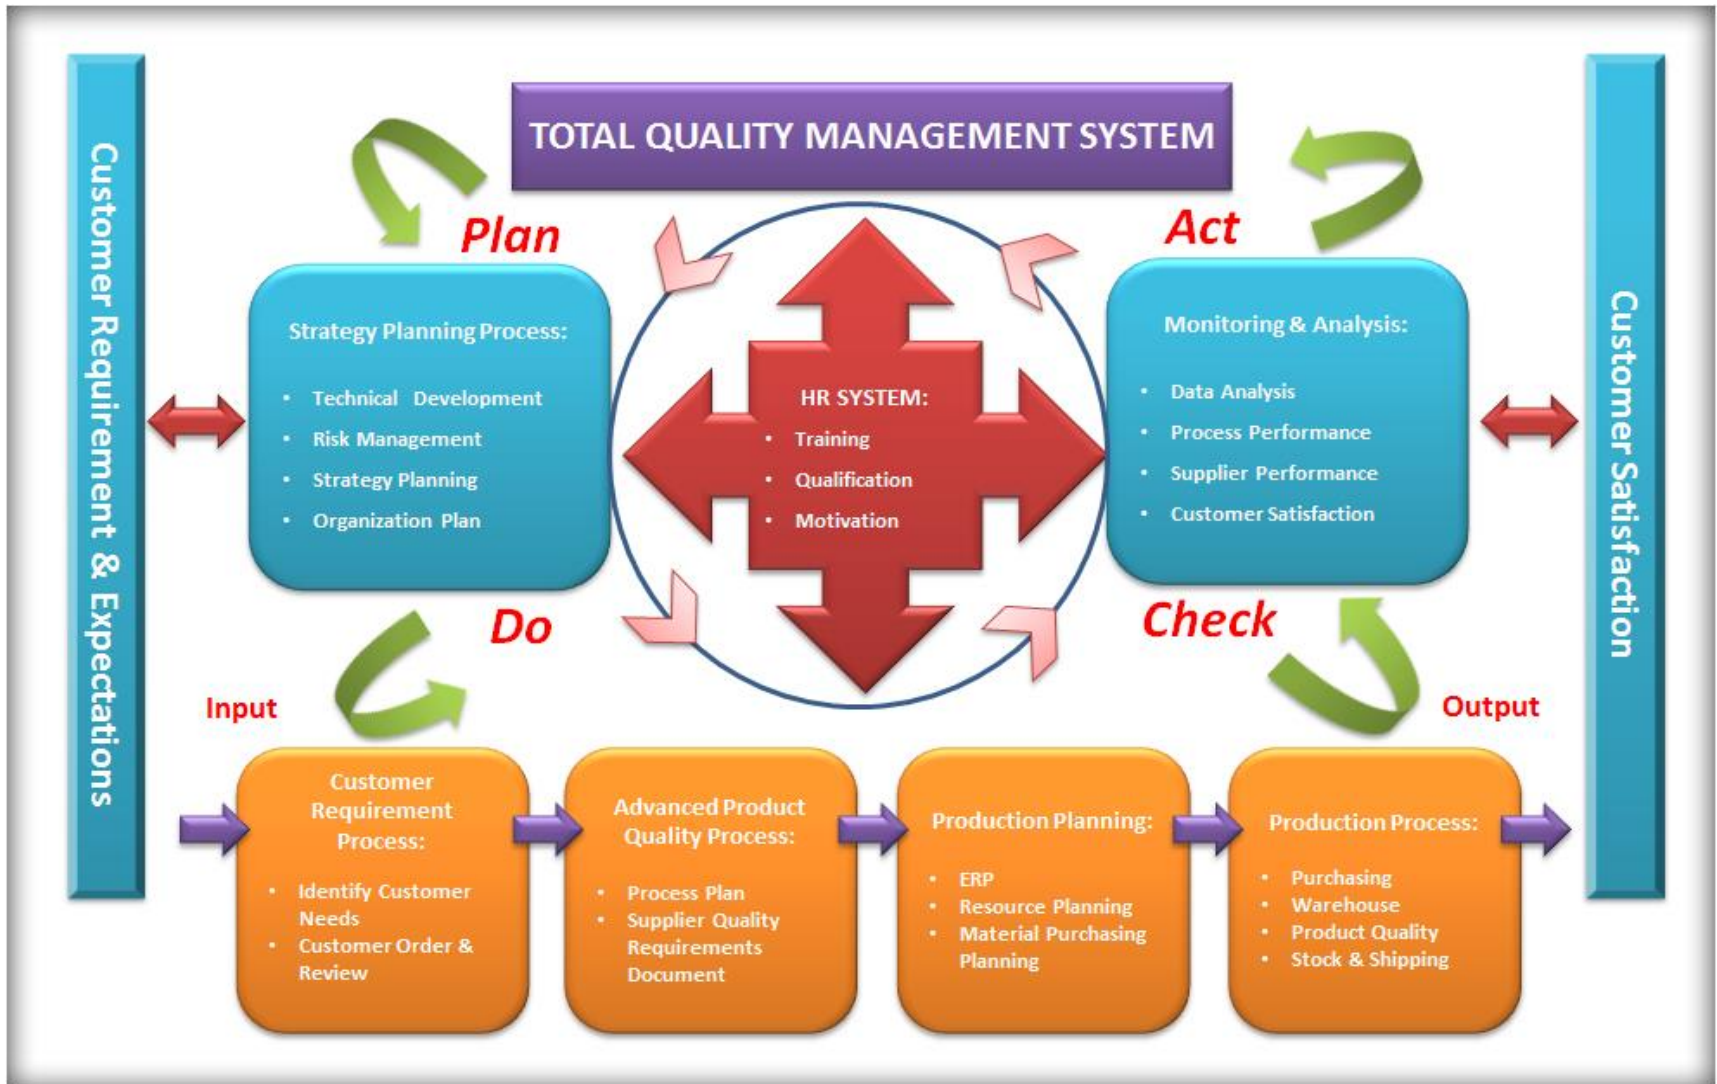 TOTAL QUALITY MANAGEMENT SYSTEM
Customer Requirement & Expectations
Plan
Act
Strategy Planning Process:
• Technical Development
• Risk Management
• Strategy Planning
• Organization Plan
HR SYSTEM:
• Training
• Qualification
• Motivation
Monitoring & Analysis:
• Data Analysis
• Process Performance
• Supplier Performance
• Customer Satisfaction
Customer Satisfaction
Do
Check
Input
Output
Customer
Requirement
Process:
• Identify Customer
Needs
• Customer Order &
Review
Advanced Product
Quality Process:
• Process Plan
• Supplier Quality
Requirements
Document
Production Planning:
• ERP
• Resource Planning
• Material Purchasing
Planning
Production Process:
• Purchasing
• Warehouse
• Product Quality
• Stock & Shipping